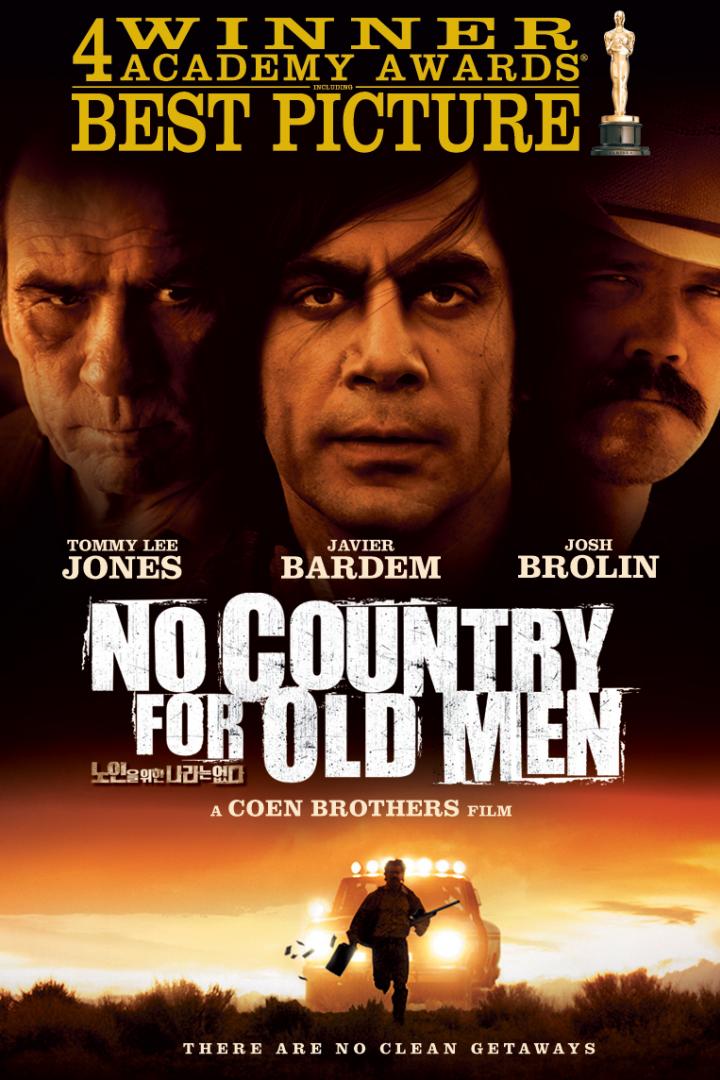 4 WINNER
ACADEMY AWARDS®
INCLUDING
BEST PICTURE
TOMMY LEE
JONES
JAVIER
BARDEM
JOSH
BROLIN
NO COUNTRY
FOR OLD MEN
노인을 위한 나라는 없다
A COEN BROTHERS FILM
THERE ARE NO CLEAN GETAWAYS